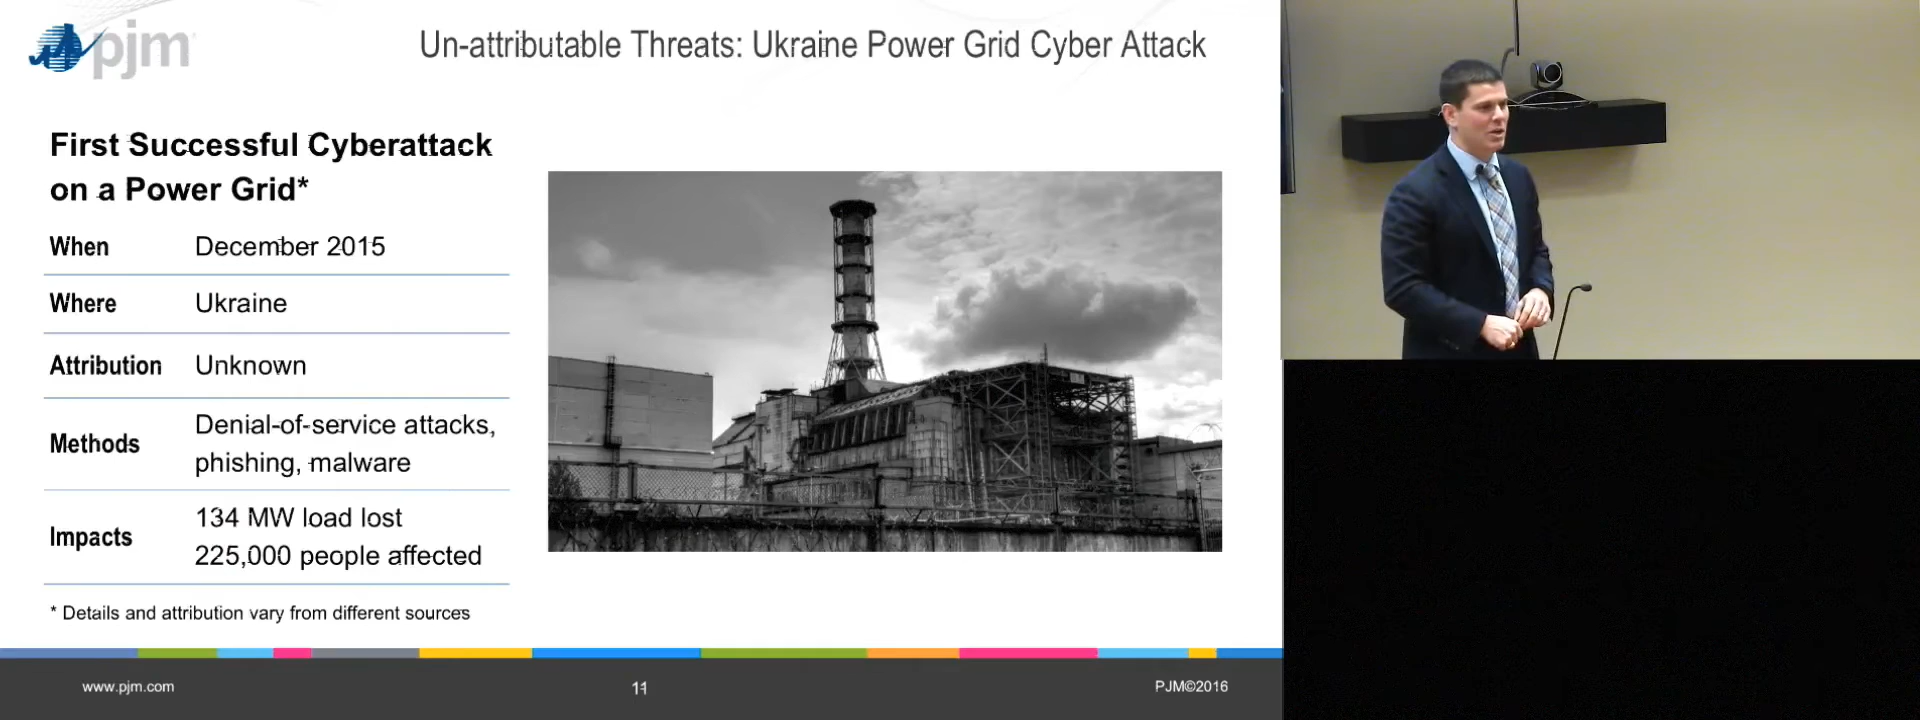 pjm
Un-attributable Threats: Ukraine Power Grid Cyber Attack
First Successful Cyberattack
on a Power Grid*
When December 2015
Where Ukraine
Attribution Unknown
Methods Denial-of-service attacks,
phishing, malware
Impacts 134 MW load lost
225,000 people affected
* Details and attribution vary from different sources
www.pjm.com 11 PJM©2016